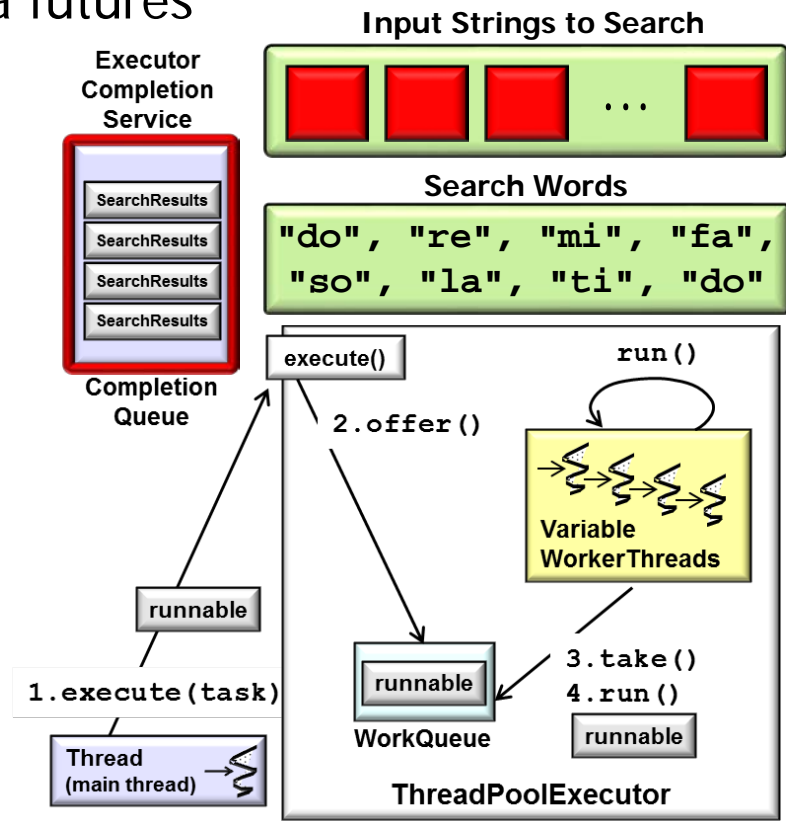 a futures
Input Strings to Search
Executor
Completion
Service
...
SearchResults
SearchResults
SearchResults
SearchResults
Completion
Queue
Search Words
"do", "re", "mi", "fa",
"so", "la", "ti", "do"
execute()
run()
2.offer()
Variable
WorkerThreads
runnable
1.execute(task)
runnable
WorkQueue
3.take()
4.run()
runnable
Thread
(main thread)
ThreadPoolExecutor